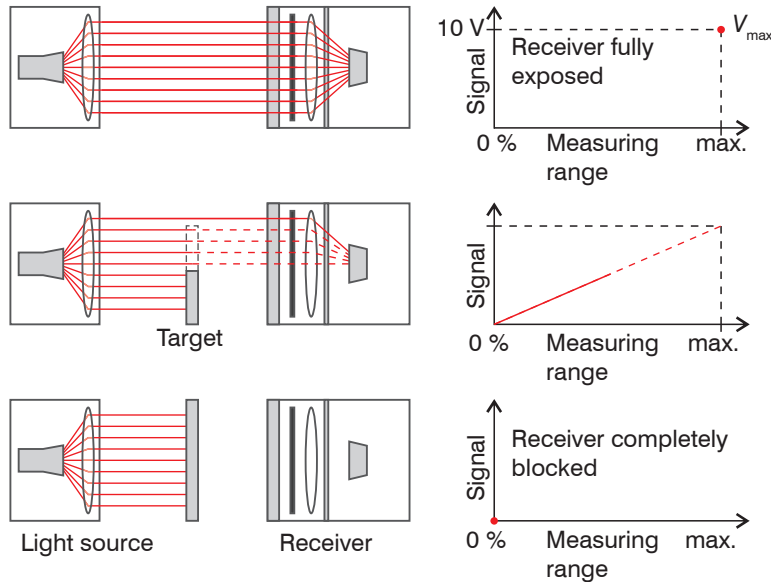 10 V
V max
Receiver fully
exposed
Signal
0 %
Measuring
range
max.
Target
Signal
0 %
Measuring
range
max.
Light source
Receiver
Receiver completely
blocked
Signal
0 %
Measuring
range
max.